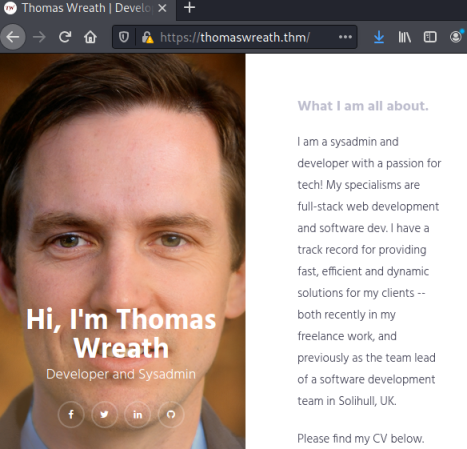 Thomas Wreath | Develo
https://thomaswreath.thm/
What I am all about.
I am a sysadmin and
developer with a passion for
tech! My specialisms are
full-stack web development
and software dev. I have a
track record for providing
fast, efficient and dynamic
solutions for my clients --
both recently in my
freelance work, and
previously as the team lead
of a software development
team in Solihull, UK.
Please find my CV below.
Hi, I'm Thomas
Wreath
Developer and Sysadmin